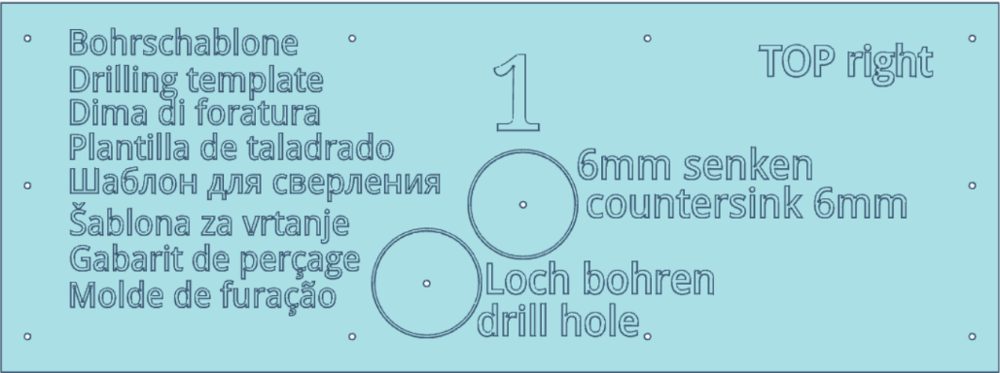 Bohrschablone
Drilling template
Dima di foratura
Plantilla de taladrado
Шаблон для сверления
Šablona za vrtanje
Gabarit de perçage
Molde de furação
1
TOP right
6mm senken
countersink 6mm
Loch bohren
drill hole